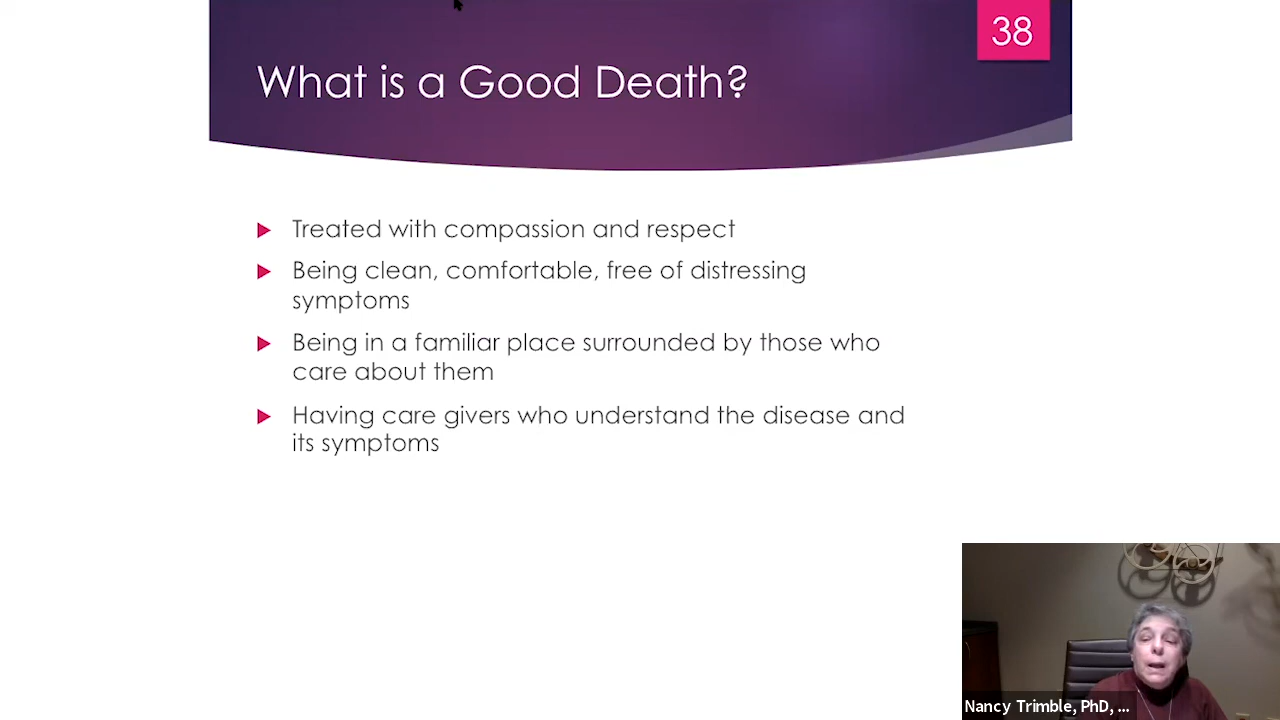 38
What is a Good Death?
Treated with compassion and respect
Being clean, comfortable, free of distressing
symptoms
Being in a familiar place surrounded by those who
care about them
Having care givers who understand the disease and
its symptoms
Nancy Trimble, PhD, ...